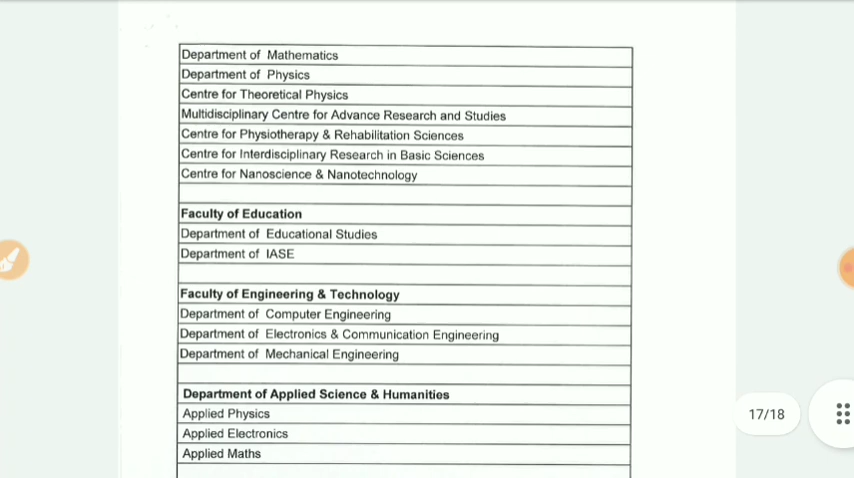 Department of Mathematics
Department of Physics
Centre for Theoretical Physics
Multidisciplinary Centre for Advance Research and Studies
Centre for Physiotherapy & Rehabilitation Sciences
Centre for Interdisciplinary Research in Basic Sciences
Centre for Nanoscience & Nanotechnology
Faculty of Education
Department of Educational Studies
Department of IASE
Faculty of Engineering & Technology
Department of Computer Engineering
Department of Electronics & Communication Engineering
Department of Mechanical Engineering
Department of Applied Science & Humanities
Applied Physics
17/18
Applied Electronics
Applied Maths